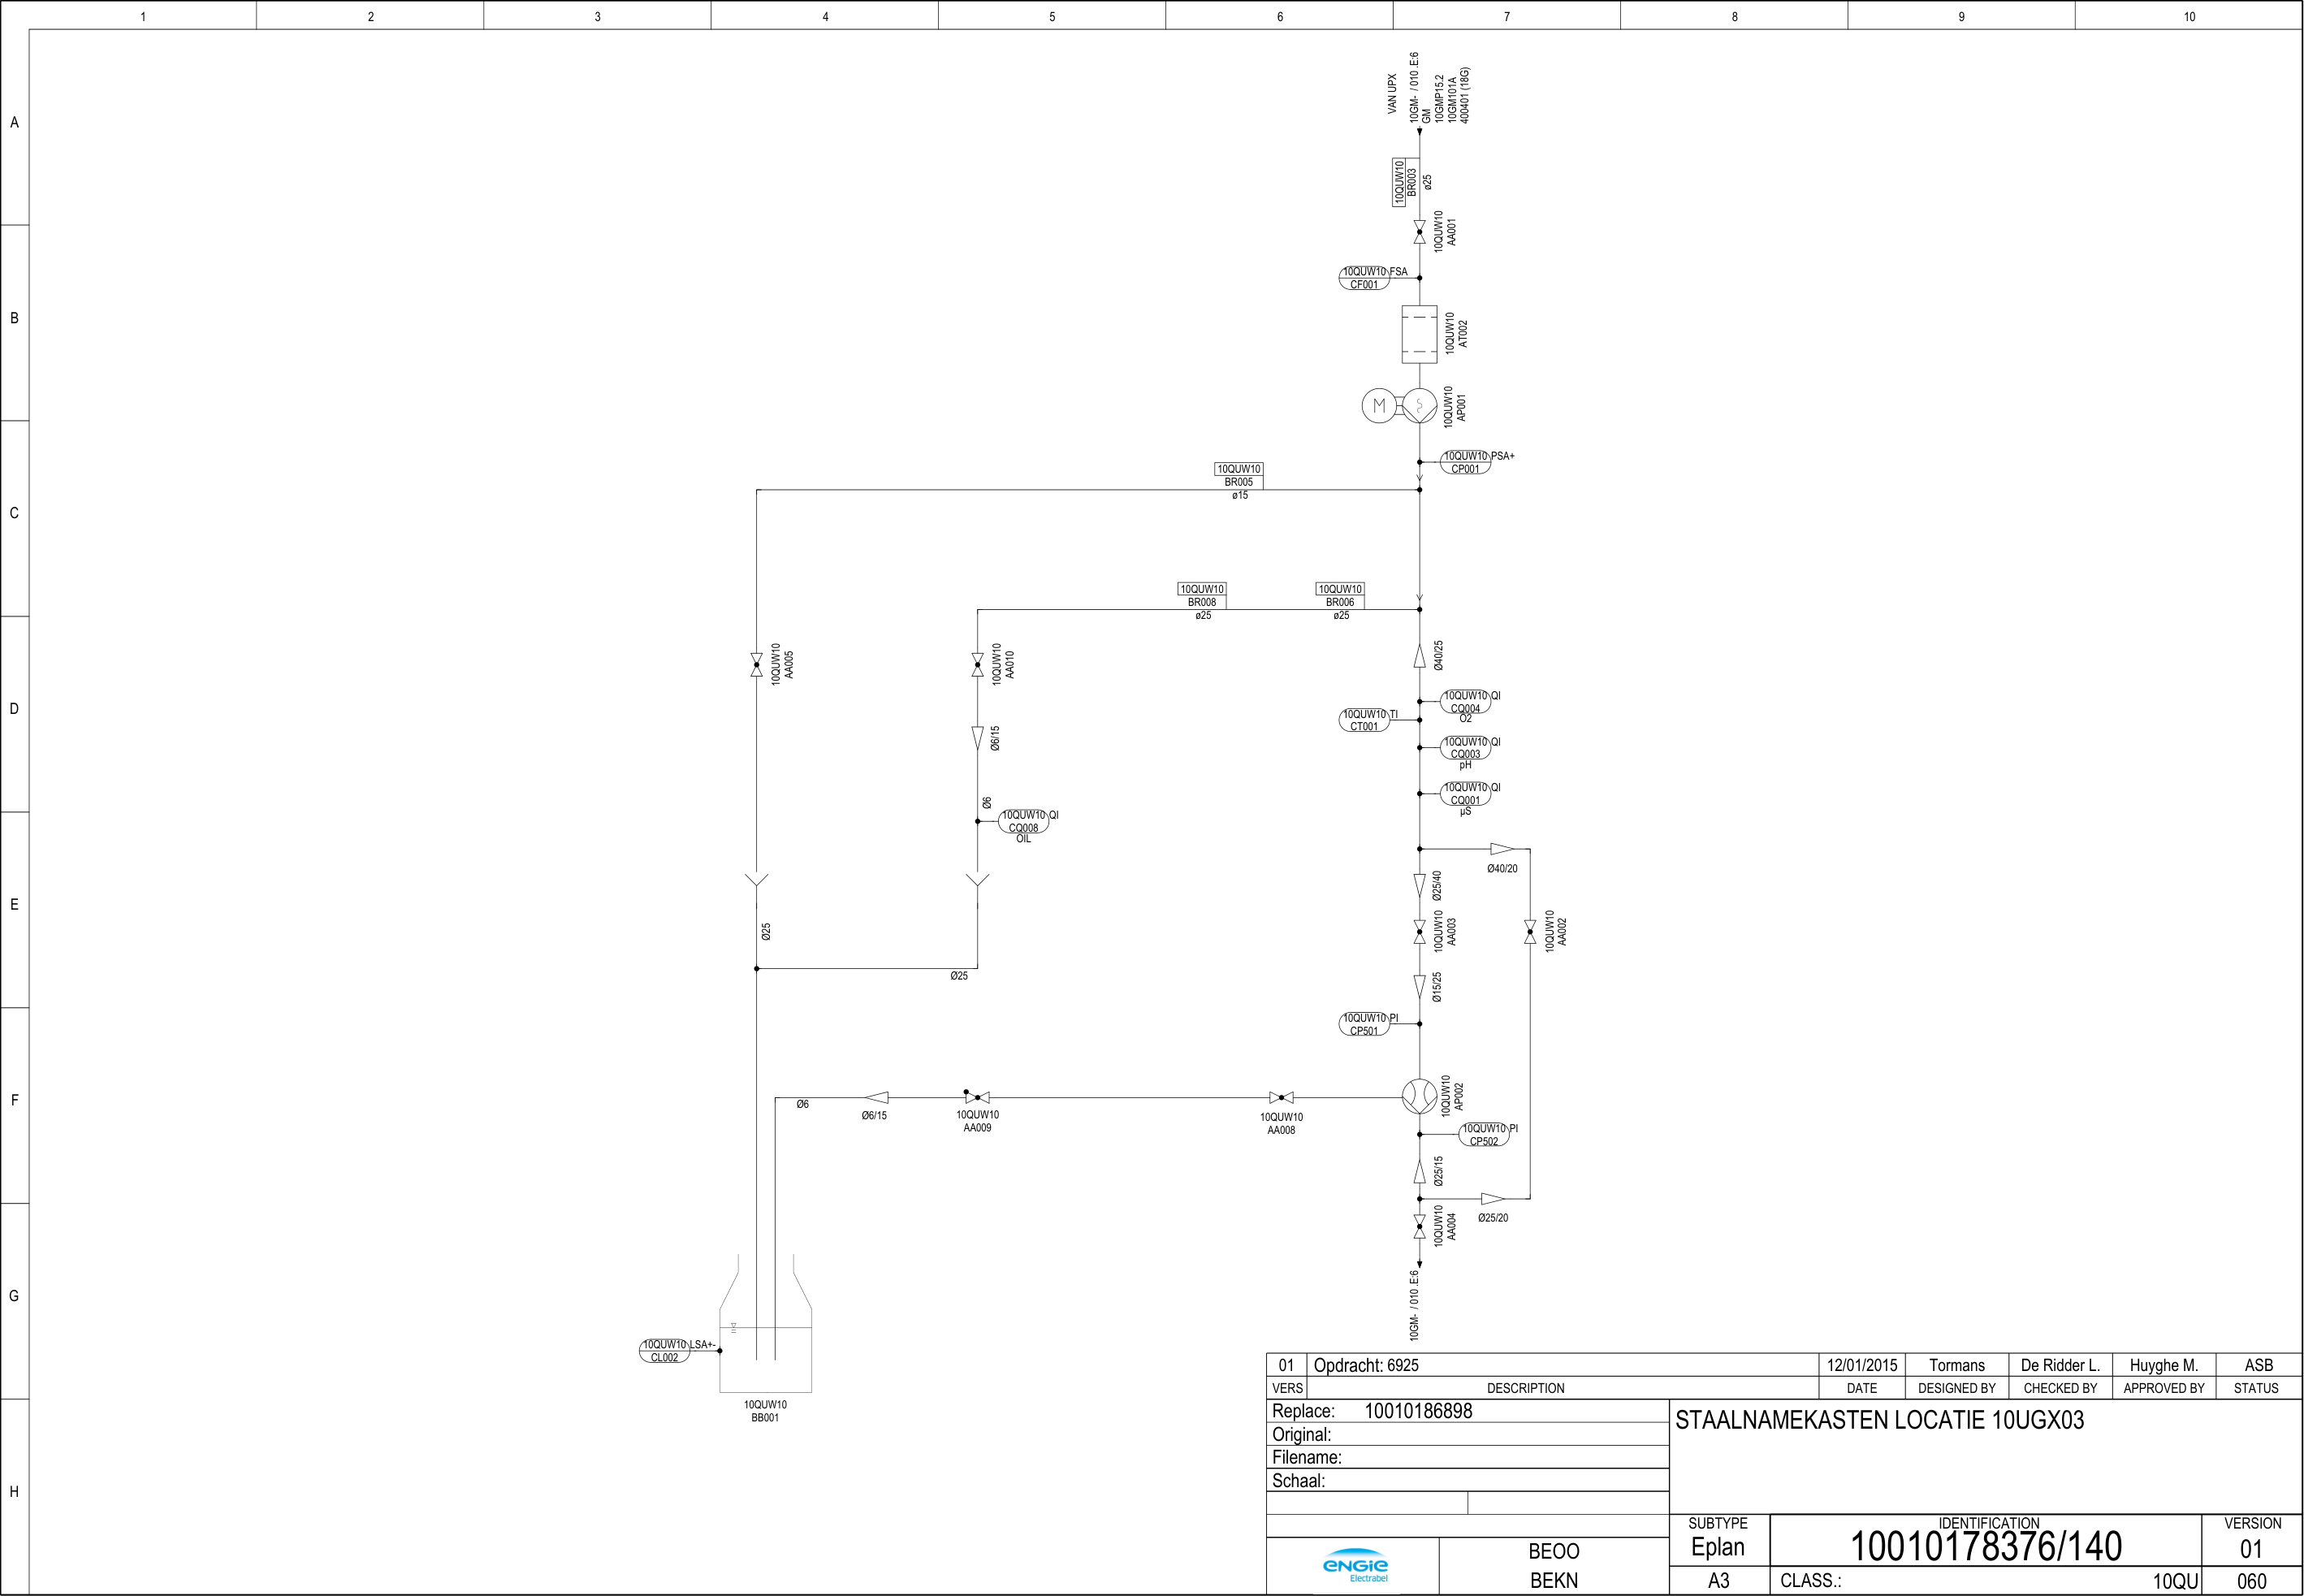 1 2 3 4 5 6 7 8 9 10
A
B
C
D
E
F
G
H
VAN UPX
10GM- / 010 .E:6
GM
10GMP15.2
10GM101A
400401 (18G)
10QUW10
BR003
ø25
10QUW10
AA001
10QUW10 FSA
CF001
10QUW10
AT002
M
10QUW10
AP001
10QUW10 PSA+
CP001
10QUW10
BR005
ø15
10QUW10
BR008
ø25
10QUW10
BR006
ø25
10QUW10
AA005
10QUW10
AA010
Ø40/25
10QUW10 QI
CQ004
O2
10QUW10 TI
CT001
Ø6/15
10QUW10 QI
CQ003
pH
10QUW10 QI
CQ001
µS
Ø6
10QUW10 QI
CQ008
OIL
Ø40/20
Ø25/40
Ø25
10QUW10
AA003
10QUW10
AA002
Ø25
Ø15/25
10QUW10 PI
CP501
Ø6
Ø6/15
10QUW10
AA009
10QUW10
AA008
10QUW10
AP002
10QUW10 PI
CP502
Ø25/15
Ø25/20
10QUW10
AA004
10GM- / 010 .E:6
10QUW10 LSA+-
CL002
10QUW10
BB001
01 Opdracht: 6925 12/01/2015 Tormans De Ridder L. Huyghe M. ASB
VERS DESCRIPTION DATE DESIGNED BY CHECKED BY APPROVED BY STATUS
Replace: 10010186898
Original:
Filename:
Schaal:
STAALNAMEKASTEN LOCATIE 10UGX03
ENGIE
Electrabel
BEOO
BEKN
SUBTYPE
Eplan
A3
IDENTIFICATION
10010178376/140
CLASS.: 10QU
VERSION
01
060